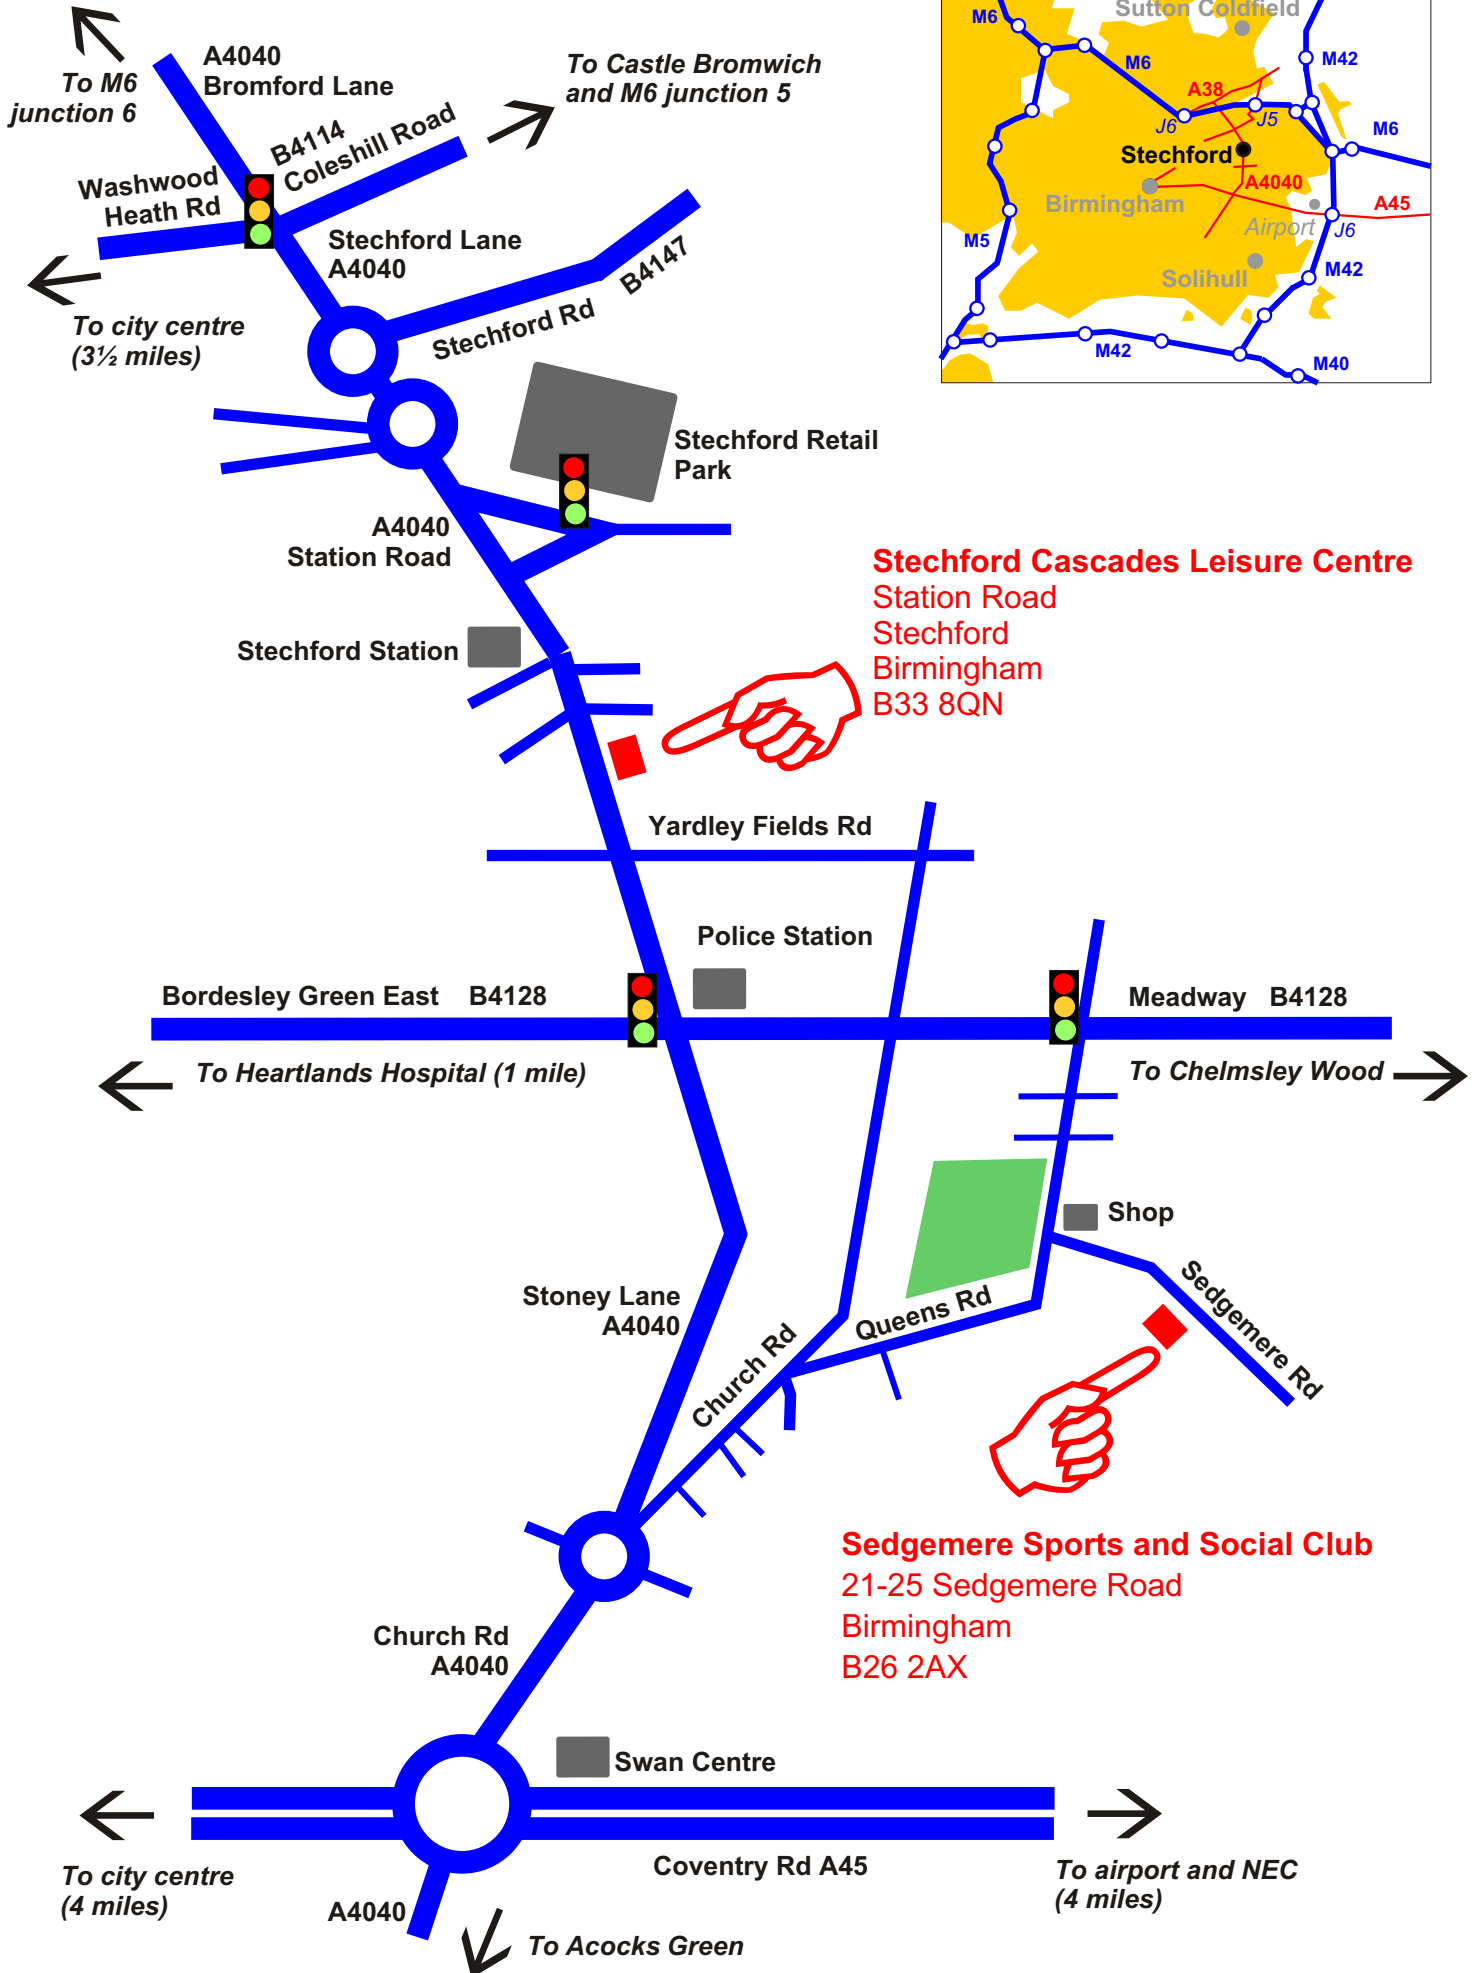 To M6
junction 6
A4040
Bromford Lane
To Castle Bromwich
and M6 junction 5
B4114
Coleshill Road
Washwood
Heath Rd
Stechford Lane
A4040
To city centre
(3½ miles)
Stechford Rd
B4147
Sutton Coldfield
M6
M6
M42
A38
J6
J5
M6
Stechford
A4040
Birmingham
A45
Airport
J6
M5
Solihull
M42
M42
M40
Stechford Retail
Park
A4040
Station Road
Stechford Station
Stechford Cascades Leisure Centre
Station Road
Stechford
Birmingham
B33 8QN
Yardley Fields Rd
Police Station
Bordesley Green East B4128
Meadway B4128
To Heartlands Hospital (1 mile)
To Chelmsley Wood
Shop
Sedgemere Rd
Stoney Lane
A4040
Queens Rd
Church Rd
Sedgemere Sports and Social Club
21-25 Sedgemere Road
Birmingham
B26 2AX
Church Rd
A4040
Swan Centre
Coventry Rd A45
To city centre
(4 miles)
To airport and NEC
(4 miles)
A4040
To Acocks Green